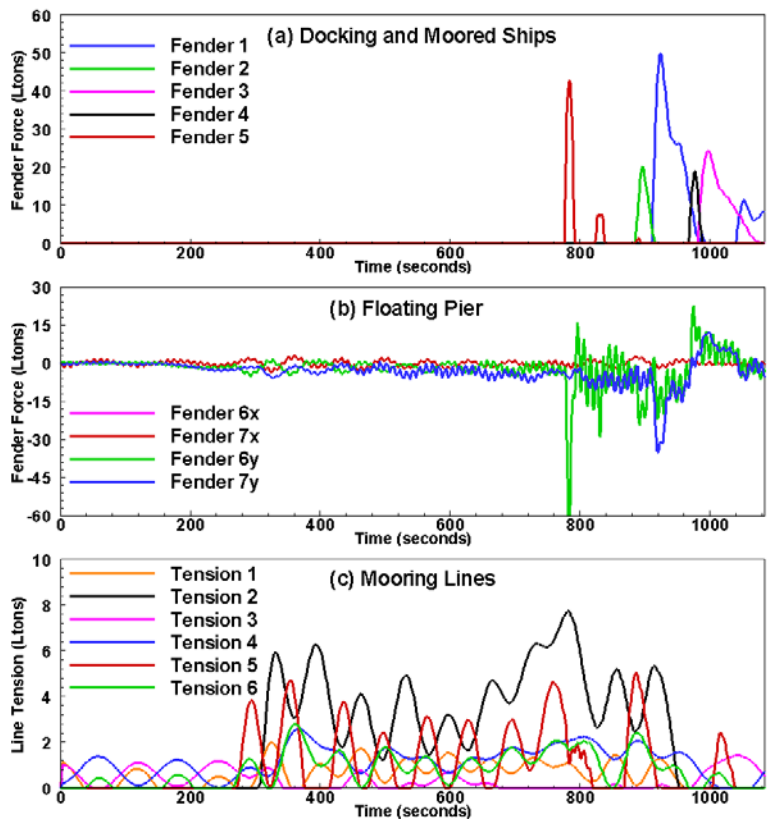 (a) Docking and Moored Ships
Fender Force (Ltons)
60
50
40
30
20
10
0
Fender 1
Fender 2
Fender 3
Fender 4
Fender 5
0 200 400 600 800 1000
Time (seconds)
(b) Floating Pier
Fender Force (Ltons)
30
15
0
-15
-30
-45
-60
Fender 6x
Fender 7x
Fender 6y
Fender 7y
0 200 400 600 800 1000
Time (seconds)
(c) Mooring Lines
Line Tension (Ltons)
10
8
6
4
2
0
Tension 1
Tension 2
Tension 3
Tension 4
Tension 5
Tension 6
0 200 400 600 800 1000
Time (seconds)